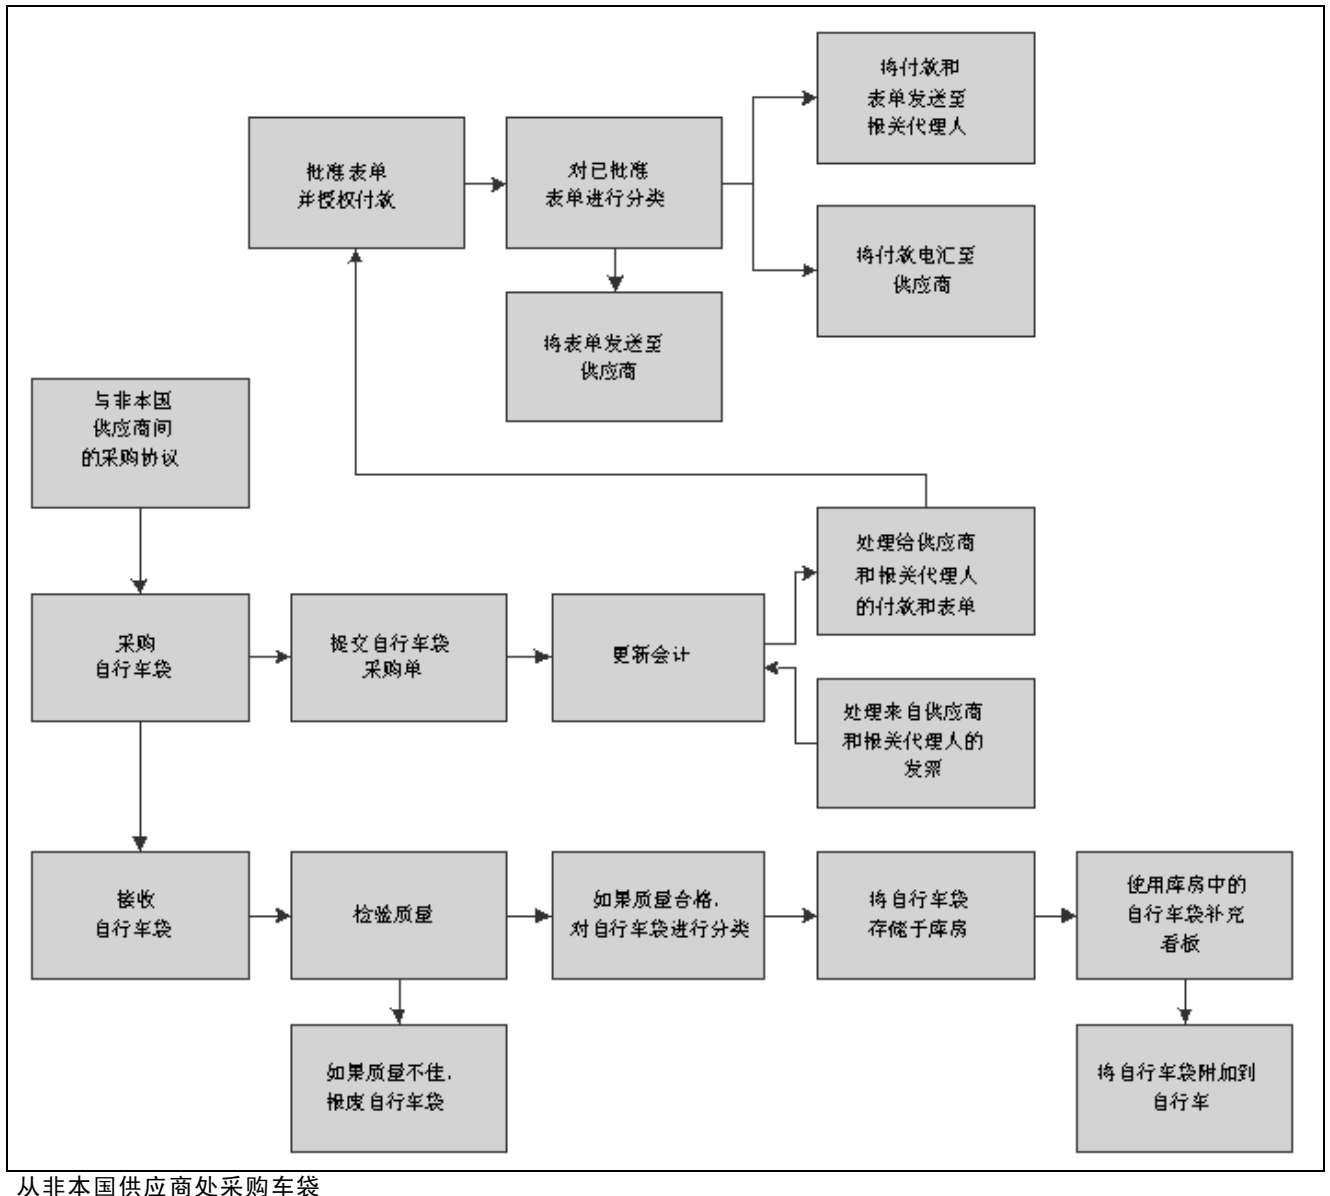 将付款和
表单发送至
报关代理人
批准表单
并授权付款
对已批准
表单进行分类
将付款电汇至
供应商
将表单发送至
供应商
与非本国
供应商间
的采购协议
处理给供应商
和报关代理人
的付款和表单
采购
自行车袋
提交自行车袋
采购单
更新会计
处理来自供应商
和报关代理人的
发票
接收
自行车袋
检验质量
如果质量合格，
对自行车袋进行分类
将自行车袋
存储于库房
使用库房中的
自行车袋补充
看板
如果质量不佳，
报废自行车袋
将自行车袋附加到
自行车
从非本国供应商处采购车袋